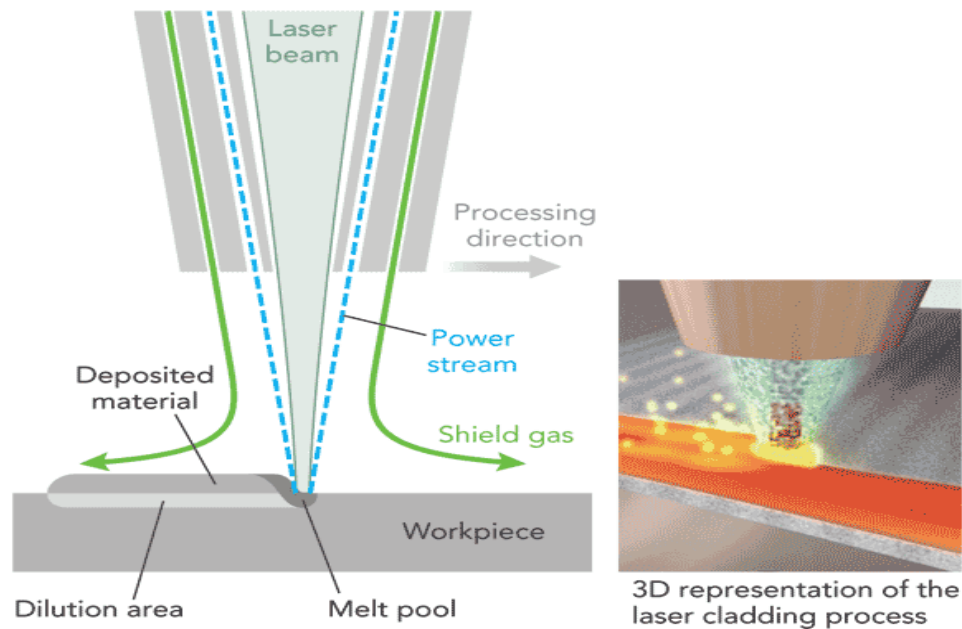 Laser
beam
Processing
direction
Power
stream
Deposited
material
Shield gas
Workpiece
Dilution area
Melt pool
3D representation of the
laser cladding process